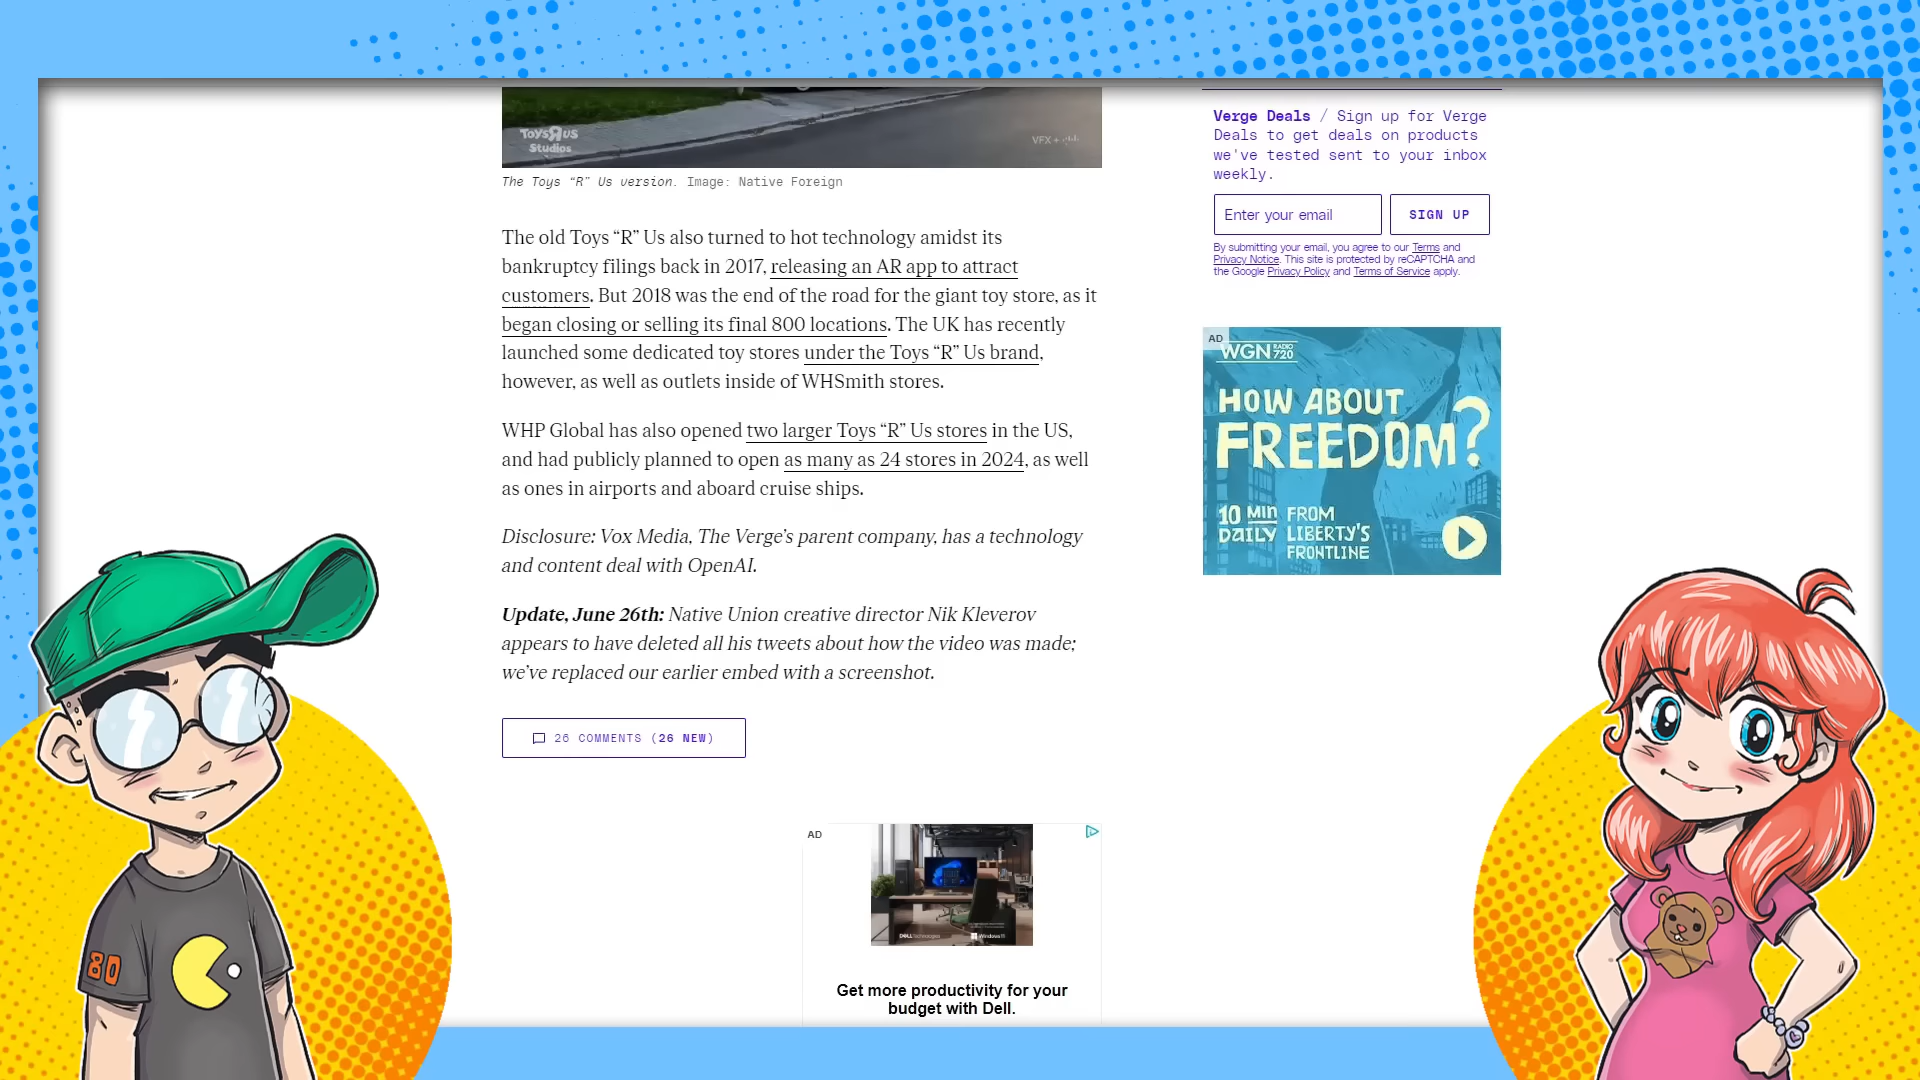 Toys R US
Studios
VFX +
The Toys “R” Us version. Image: Native Foreign
The old Toys “R” Us also turned to hot technology amidst its
bankruptcy filings back in 2017, releasing an AR app to attract
customers. But 2018 was the end of the road for the giant toy store, as it
began closing or selling its final 800 locations. The UK has recently
launched some dedicated toy stores under the Toys “R” Us brand,
however, as well as outlets inside of WHSmith stores.
WHP Global has also opened two larger Toys “R” Us stores in the US,
and had publicly planned to open as many as 24 stores in 2024, as well
as ones in airports and aboard cruise ships.
Disclosure: Vox Media, The Verge’s parent company, has a technology
and content deal with OpenAI.
Update, June 26th: Native Union creative director Nik Kleverov
appears to have deleted all his tweets about how the video was made;
we’ve replaced our earlier embed with a screenshot.
26 COMMENTS (26 NEW)
AD
DELL Technologies
Windows 11
Get more productivity for your
budget with Dell.
Verge Deals / Sign up for Verge
Deals to get deals on products
we've tested sent to your inbox
weekly.
Enter your email
SIGN UP
By submitting your email, you agree to our Terms and
Privacy Notice. This site is protected by reCAPTCHA and
the Google Privacy Policy and Terms of Service apply.
AD
WGN RADIO 720
HOW ABOUT
FREEDOM?
10 MIN
DAILY
FROM
LIBERTY'S
FRONTLINE
80